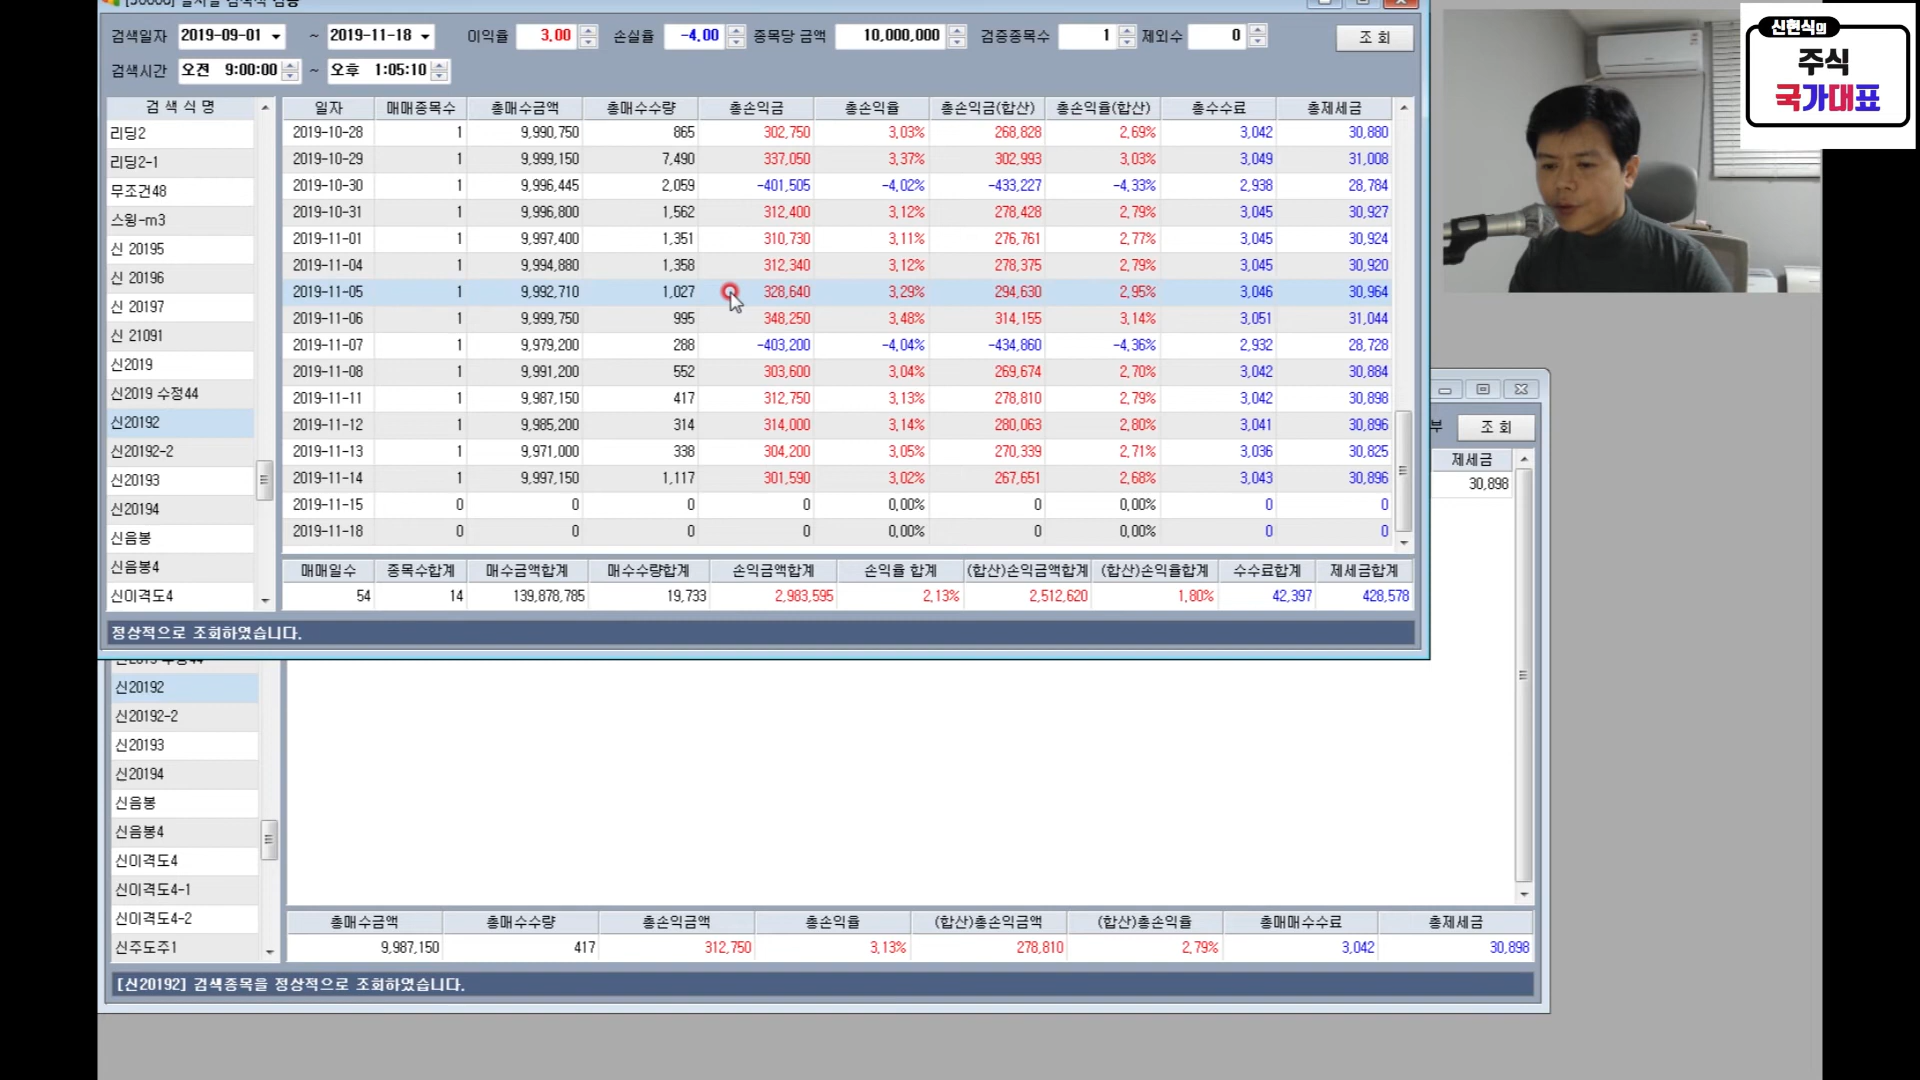 검색일자 2019-09-01 ~ 2019-11-18 이익율 3.00 손실율 -4.00 종목당 금액 10,000,000 검증종목수 1 제외수 0 조 회
검색시간 오전 9:00:00 ~ 오후 1:05:10
신현식의
주식
국가대표
검 색 식 명
리딩2
리딩2-1
무조건48
스윙-m3
신 20195
신 20196
신 20197
신 21091
신2019
신2019 수정44
신20192
신20192-2
신20193
신20194
신음봉
신음봉4
신이격도4
일자 매매종목수 총매수금액 총매수수량 총손익금 총손익율 총손익금(합산) 총손익율(합산) 총수수료 총제세금
2019-10-28 1 9,990,750 865 302,750 3,03% 268,828 2,69% 3,042 30,880
2019-10-29 1 9,999,150 7,490 337,050 3,37% 302,993 3,03% 3,049 31,008
2019-10-30 1 9,996,445 2,059 -401,505 -4,02% -433,227 -4,33% 2,938 28,784
2019-10-31 1 9,996,800 1,562 312,400 3,12% 278,428 2,79% 3,045 30,927
2019-11-01 1 9,997,400 1,351 310,730 3,11% 276,761 2,77% 3,045 30,924
2019-11-04 1 9,994,880 1,358 312,340 3,12% 278,375 2,79% 3,045 30,920
2019-11-05 1 9,992,710 1,027 328,640 3,29% 294,630 2,95% 3,046 30,964
2019-11-06 1 9,999,750 995 348,250 3,48% 314,155 3,14% 3,051 31,044
2019-11-07 1 9,979,200 288 -403,200 -4,04% -434,860 -4,36% 2,932 28,728
2019-11-08 1 9,991,200 552 303,600 3,04% 269,674 2,70% 3,042 30,884
2019-11-11 1 9,987,150 417 312,750 3,13% 278,810 2,79% 3,042 30,898
2019-11-12 1 9,985,200 314 314,000 3,14% 280,063 2,80% 3,041 30,896
2019-11-13 1 9,971,000 338 304,200 3,05% 270,339 2,71% 3,036 30,825
2019-11-14 1 9,997,150 1,117 301,590 3,02% 267,651 2,68% 3,043 30,896
2019-11-15 0 0 0 0 0,00% 0 0,00% 0 0
2019-11-18 0 0 0 0 0,00% 0 0,00% 0 0
매매일수 종목수합계 매수금액합계 매수수량합계 손익금액합계 손익율 합계 (합산)손익금액합계 (합산)손익율합계 수수료합계 제세금합계
54 14 139,878,785 19,733 2,983,595 2,13% 2,512,620 1,80% 42,397 428,578
정상적으로 조회하였습니다.
부 조 회
제세금
30,898
신20192
신20192-2
신20193
신20194
신음봉
신음봉4
신이격도4
신이격도4-1
신이격도4-2
신주도주1
총매수금액 총매수수량 총손익금액 총손익율 (합산)총손익금액 (합산)총손익율 총매매수수료 총제세금
9,987,150 417 312,750 3,13% 278,810 2,79% 3,042 30,898
[신20192] 검색종목을 정상적으로 조회하였습니다.